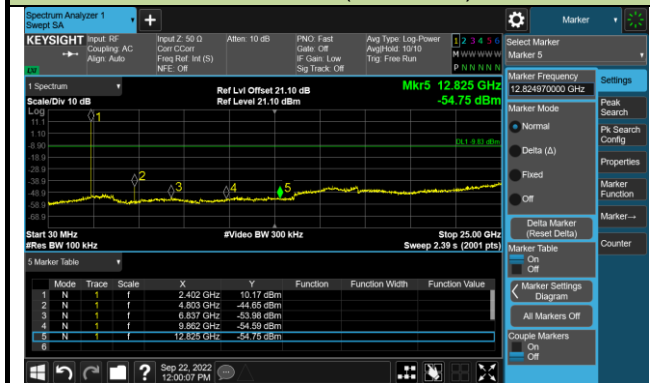 Spectrum Analyzer 1
Swept SA
Marker
KEYSIGHT
Input: RF
Coupling: AC
Align: Auto
Input Z: 50 Ω
Corr CCorr
Freq Ref: Int (S)
NFE: Off
Atten: 10 dB
PNO: Fast
Gate: Off
IF Gain: Low
Sig Track: Off
Avg Type: Log-Power
Avg|Hold: 10/10
Trig: Free Run
1 2 3 4 5 6
M W W W W W
P N N N N N
LXI
Select Marker
Marker 5
1 Spectrum
Scale/Div 10 dB
Ref Lvl Offset 21.10 dB
Ref Level 21.10 dBm
Mkr5 12.825 GHz
-54.75 dBm
Log
11.1
1.10
-8.90
-18.9
-28.9
-38.9
-48.9
-58.9
-68.9
1
2
3
4
5
DL1 -9.83 dBm
Start 30 MHz
#Res BW 100 kHz
#Video BW 300 kHz
Stop 25.00 GHz
Sweep 2.39 s (2001 pts)
5 Marker Table
Mode Trace Scale X Y Function Function Width Function Value
1 N 1 f 2.402 GHz 10.17 dBm
2 N 1 f 4.803 GHz -44.65 dBm
3 N 1 f 6.837 GHz -53.98 dBm
4 N 1 f 9.862 GHz -54.59 dBm
5 N 1 f 12.825 GHz -54.75 dBm
6
Sep 22, 2022
12:00:07 PM
Marker Frequency
12.824970000 GHz
Marker Mode
Normal
Delta (Δ)
Fixed
Off
Delta Marker
(Reset Delta)
Marker Table
On
Off
Marker Settings
Diagram
All Markers Off
Couple Markers
On
Off
Settings
Peak
Search
Pk Search
Config
Properties
Marker
Function
Marker→
Counter